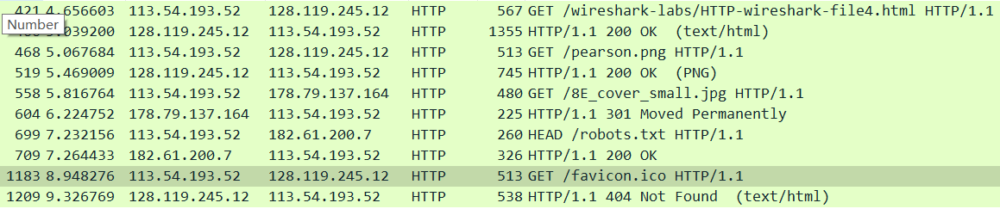 421 4.656603 113.54.193.52 128.119.245.12 HTTP 567 GET /wireshark-labs/HTTP-wireshark-file4.html HTTP/1.1
Number
5.039200 128.119.245.12 113.54.193.52 HTTP 1355 HTTP/1.1 200 OK (text/html)
468 5.067684 113.54.193.52 128.119.245.12 HTTP 513 GET /pearson.png HTTP/1.1
519 5.469009 128.119.245.12 113.54.193.52 HTTP 745 HTTP/1.1 200 OK (PNG)
558 5.816764 113.54.193.52 178.79.137.164 HTTP 480 GET /8E_cover_small.jpg HTTP/1.1
604 6.224752 178.79.137.164 113.54.193.52 HTTP 225 HTTP/1.1 301 Moved Permanently
699 7.232156 113.54.193.52 182.61.200.7 HTTP 260 HEAD /robots.txt HTTP/1.1
709 7.264433 182.61.200.7 113.54.193.52 HTTP 326 HTTP/1.1 200 OK
1183 8.948276 113.54.193.52 128.119.245.12 HTTP 513 GET /favicon.ico HTTP/1.1
1209 9.326769 128.119.245.12 113.54.193.52 HTTP 538 HTTP/1.1 404 Not Found (text/html)